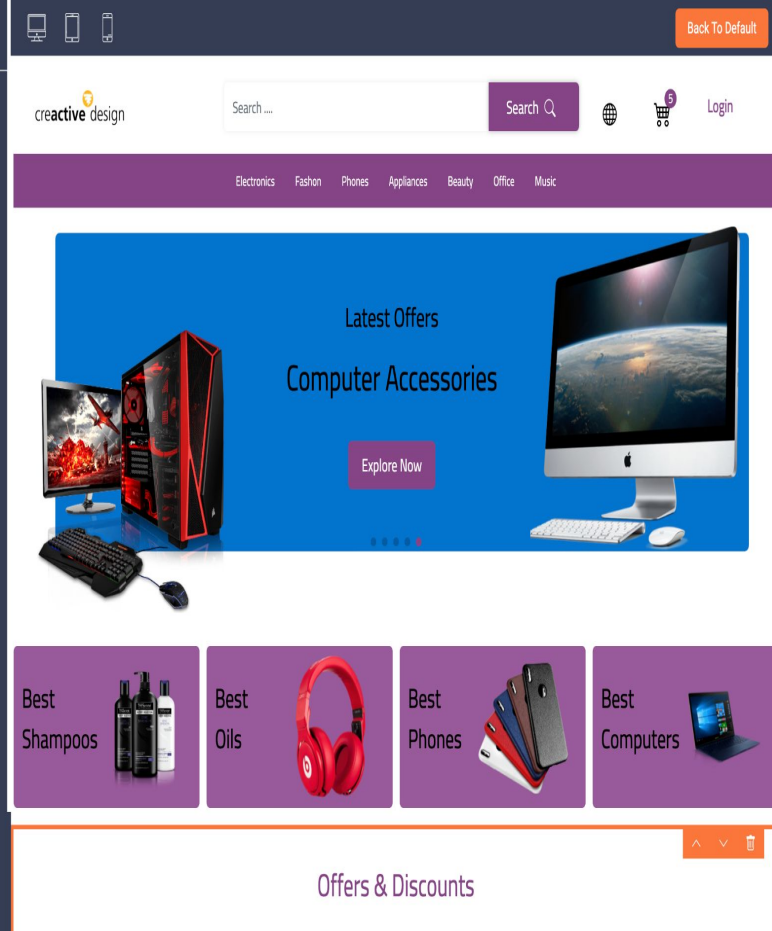 Back To Default
creactive design
Search ....
Search
5
Login
Electronics Fashon Phones Appliances Beauty Office Music
Latest Offers
Computer Accessories
Explore Now
Best
Shampoos
Best
Oils
Best
Phones
Best
Computers
Offers & Discounts